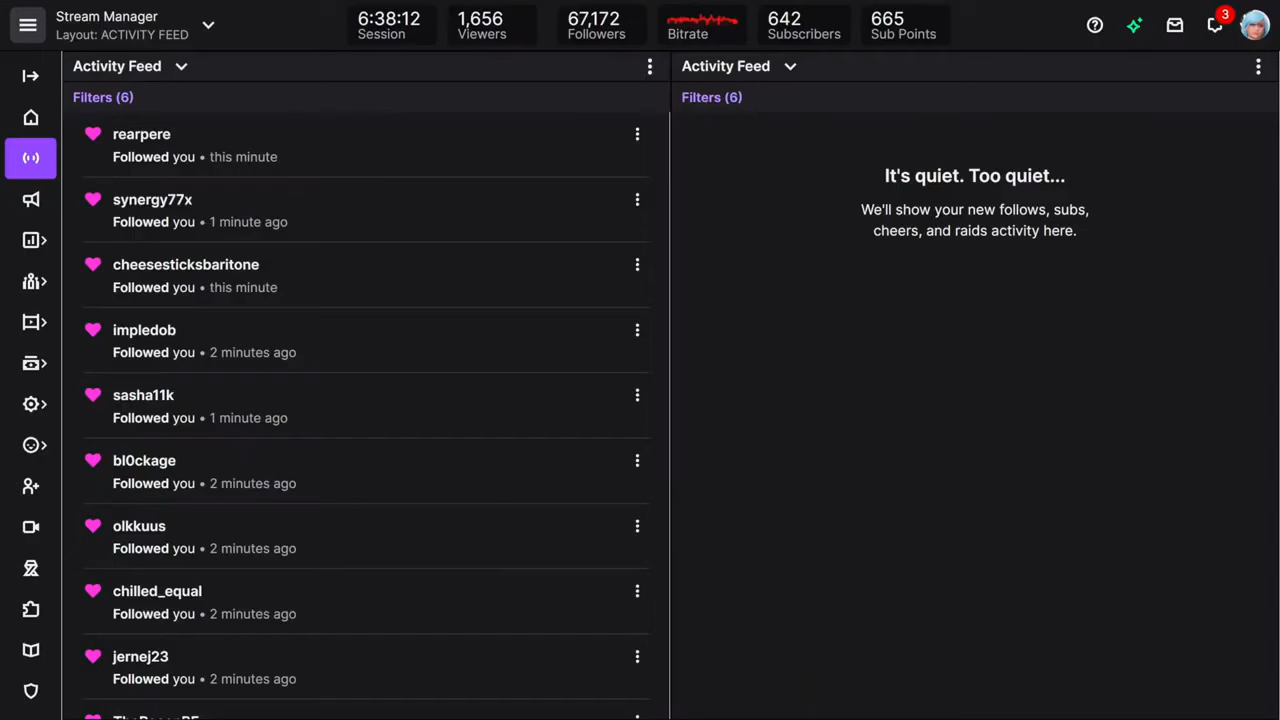 Stream Manager
Layout: ACTIVITY FEED
6:38:12
Session
1,656
Viewers
67,172
Followers
Bitrate
642
Subscribers
665
Sub Points
3
Activity Feed
Filters (6)
rearpere
Followed you • this minute
synergy77x
Followed you • 1 minute ago
cheesesticksbaritone
Followed you • this minute
impledob
Followed you • 2 minutes ago
sasha11k
Followed you • 1 minute ago
bl0ckage
Followed you • 2 minutes ago
olkkuus
Followed you • 2 minutes ago
chilled_equal
Followed you • 2 minutes ago
jernej23
Followed you • 2 minutes ago
Activity Feed
Filters (6)
It's quiet. Too quiet...
We'll show your new follows, subs,
cheers, and raids activity here.